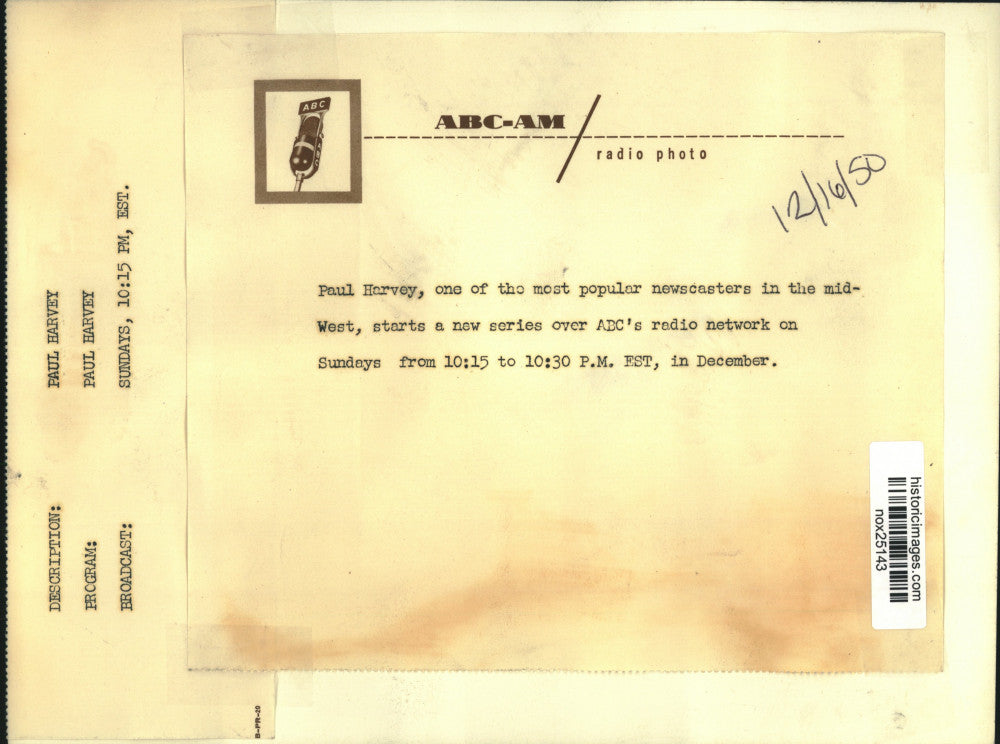 ABC
ABC-AM
radio photo
12/16/50
Paul Harvey, one of the most popular newscasters in the mid-
West, starts a new series over ABC's radio network on
Sundays from 10:15 to 10:30 P.M. EST, in December.
DESCRIPTION: PAUL HARVEY
PROGRAM: PAUL HARVEY
BROADCAST: SUNDAYS, 10:15 PM, EST.
B-PR-20
historicimages.com
nox25143